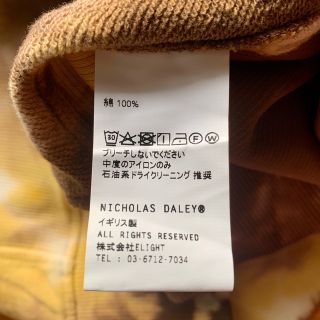 綿 100%
30 P F W
ブリーチしないでください
中度のアイロンのみ
石油系ドライクリーニング 推奨
NICHOLAS DALEY®
イギリス製
ALL RIGHTS RESERVED
株式会社ELIGHT
TEL : 03-6712-7034